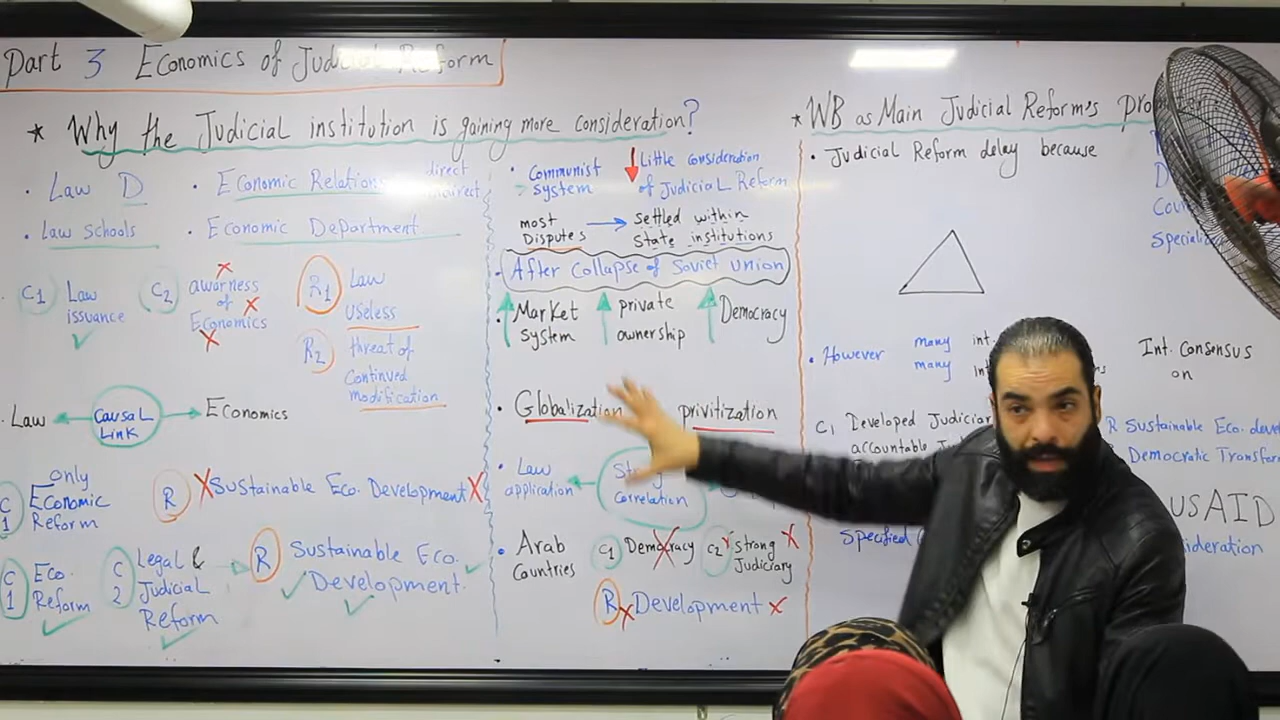 Part 3 Economics of Judicial Reform
* Why the Judicial institution is gaining more consideration?
• Law D
• Economic Relation
direct
• Law schools
• Economic Department
C1 Law issuance
C2 awarness of Economics
R1 Law useless
R2 threat of Continued modification
Law
Causal Link
Economics
C1 only Economic Reform
R Sustainable Eco. Development
C1 Eco. Reform
C2 Legal & Judicial Reform
R Sustainable Eco. Development
• Communist system
Little consideration of Judicial Reform
most Disputes
settled within State institutions
• After Collapse of Soviet Union
• Market system
private ownership
Democracy
• Globalization
privitization
• Law application
Correlation
• Arab Countries
C1 Democracy
C2 strong Judiciary
R Development
* WB as Main Judicial Reform's
• Judicial Reform delay because
• However
many
many
Int. Consensus on
C1 Developed Judiciar
accountable
R Sustainable Eco. deve
Democratic Transfor
Specified
USAID